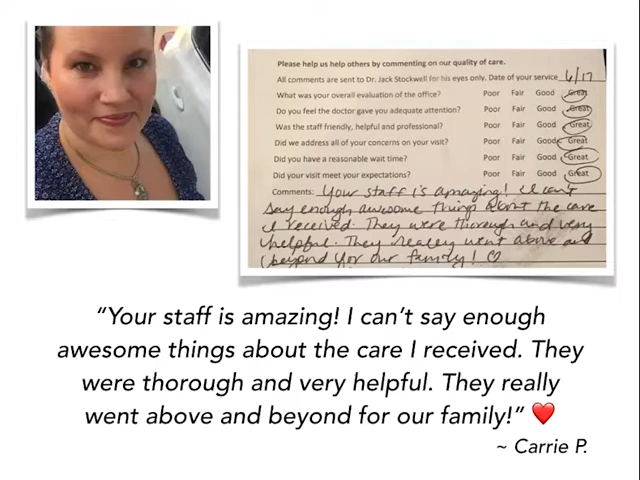 Please help us help others by commenting on our quality of care.
All comments are sent to Dr. Jack Stockwell for his eyes only. Date of your service 6/17
What was your overall evaluation of the office? Poor Fair Good Great
Do you feel the doctor gave you adequate attention? Poor Fair Good Great
Was the staff friendly, helpful and professional? Poor Fair Good Great
Did we address all of your concerns on your visit? Poor Fair Good Great
Did you have a reasonable wait time? Poor Fair Good Great
Did your visit meet your expectations? Poor Fair Good Great
Comments: Your staff is amazing! I can't
say enough awesome things about the care
I received. They were thorough and very
helpful. They really went above and
beyond for our family! ♡
“Your staff is amazing! I can’t say enough
awesome things about the care I received. They
were thorough and very helpful. They really
went above and beyond for our family!” ❤️
~ Carrie P.